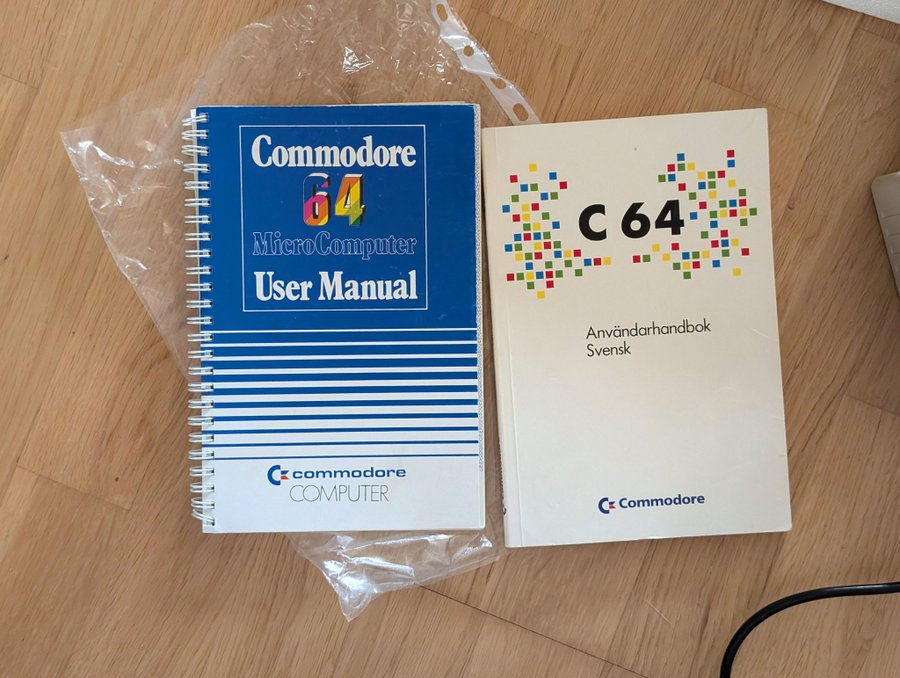 Commodore
64
MicroComputer
User Manual
commodore
COMPUTER
C 64
Användarhandbok
Svensk
Commodore